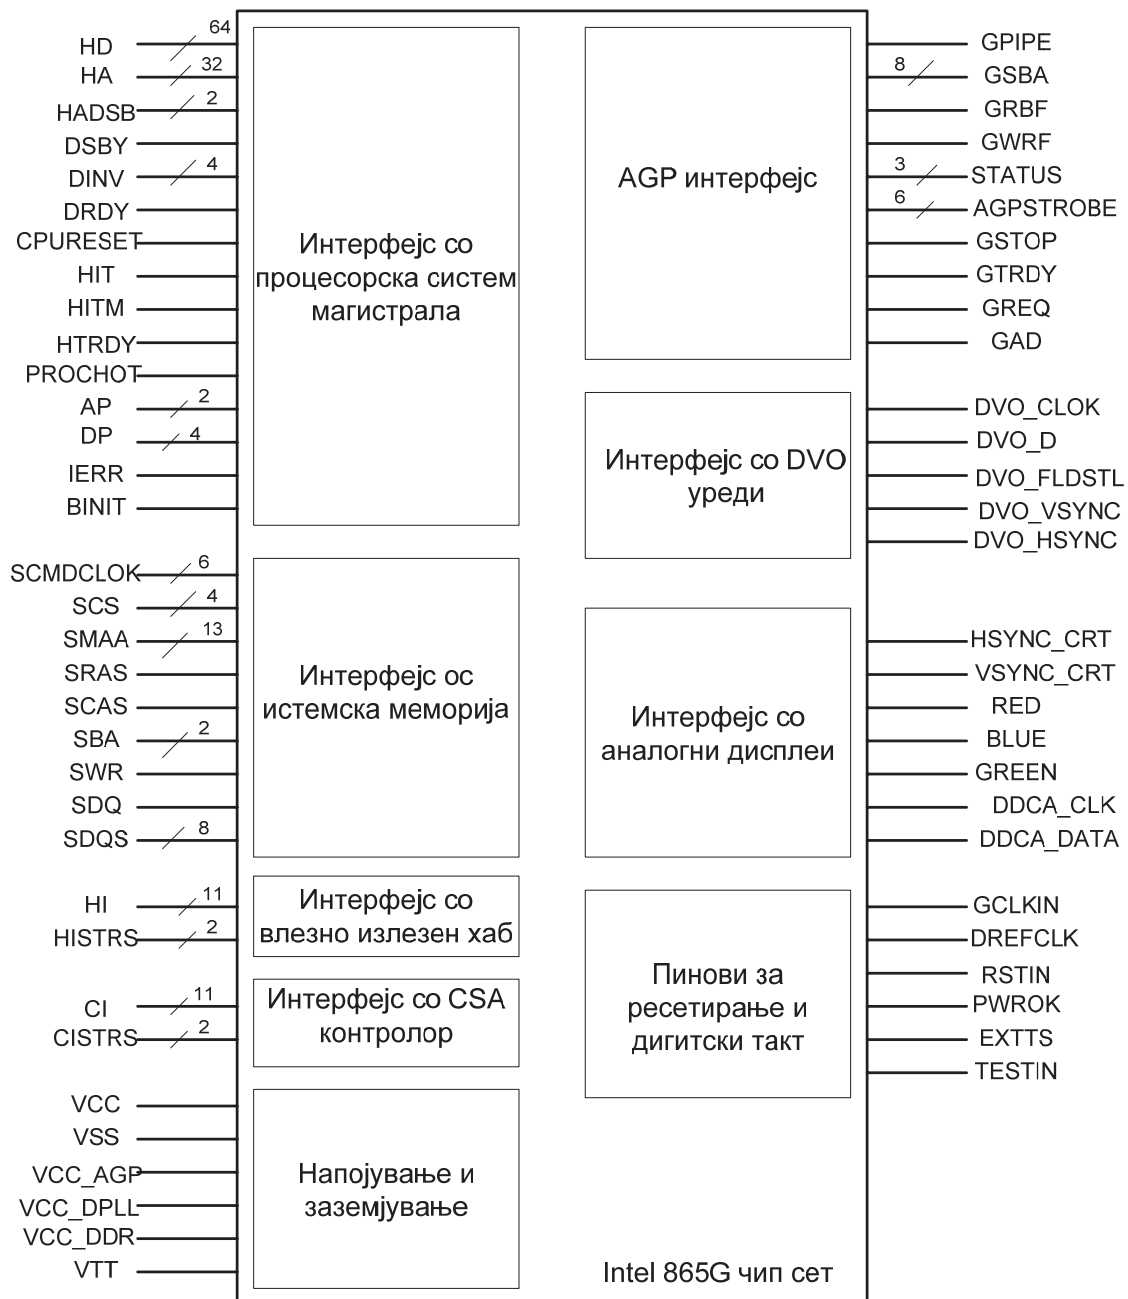 HD 64
HA 32
HADSB 2
DSBY
DINV 4
DRDY
CPURESET
HIT
HITM
HTRDY
PROCHOT
AP 2
DP 4
IERR
BINIT
Интерфејс со
процесорска систем
магистрала
SCMDCLOK 6
SCS 4
SMAA 13
SRAS
SCAS
SBA 2
SWR
SDQ
SDQS 8
Интерфејс ос
истемска меморија
HI 11
HISTRS 2
Интерфејс со
влезно излезен хаб
CI 11
CISTRS 2
Интерфејс со CSA
контролор
VCC
VSS
VCC_AGP
VCC_DPLL
VCC_DDR
VTT
Напојување и
заземјување
AGP интерфејс
GPIPE
8 GSBA
GRBF
GWRF
3 STATUS
6 AGPSTROBE
GSTOP
GTRDY
GREQ
GAD
Интерфејс со DVO
уреди
DVO_CLOK
DVO_D
DVO_FLDSTL
DVO_VSYNC
DVO_HSYNC
Интерфејс со
аналогни дисплеи
HSYNC_CRT
VSYNC_CRT
RED
BLUE
GREEN
DDCA_CLK
DDCA_DATA
Пинови за
ресетирање и
дигитски такт
GCLKIN
DREFCLK
RSTIN
PWROK
EXTTS
TESTIN
Intel 865G чип сет